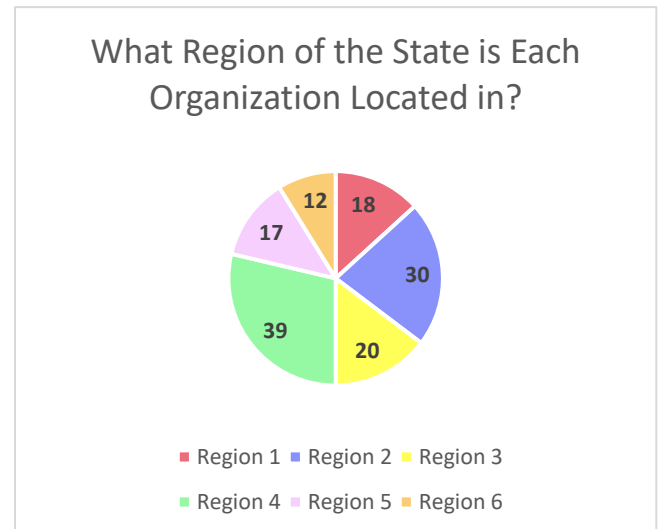 What Region of the State is Each
Organization Located in?
12
18
17
30
39
20
Region 1 Region 2 Region 3
Region 4 Region 5 Region 6